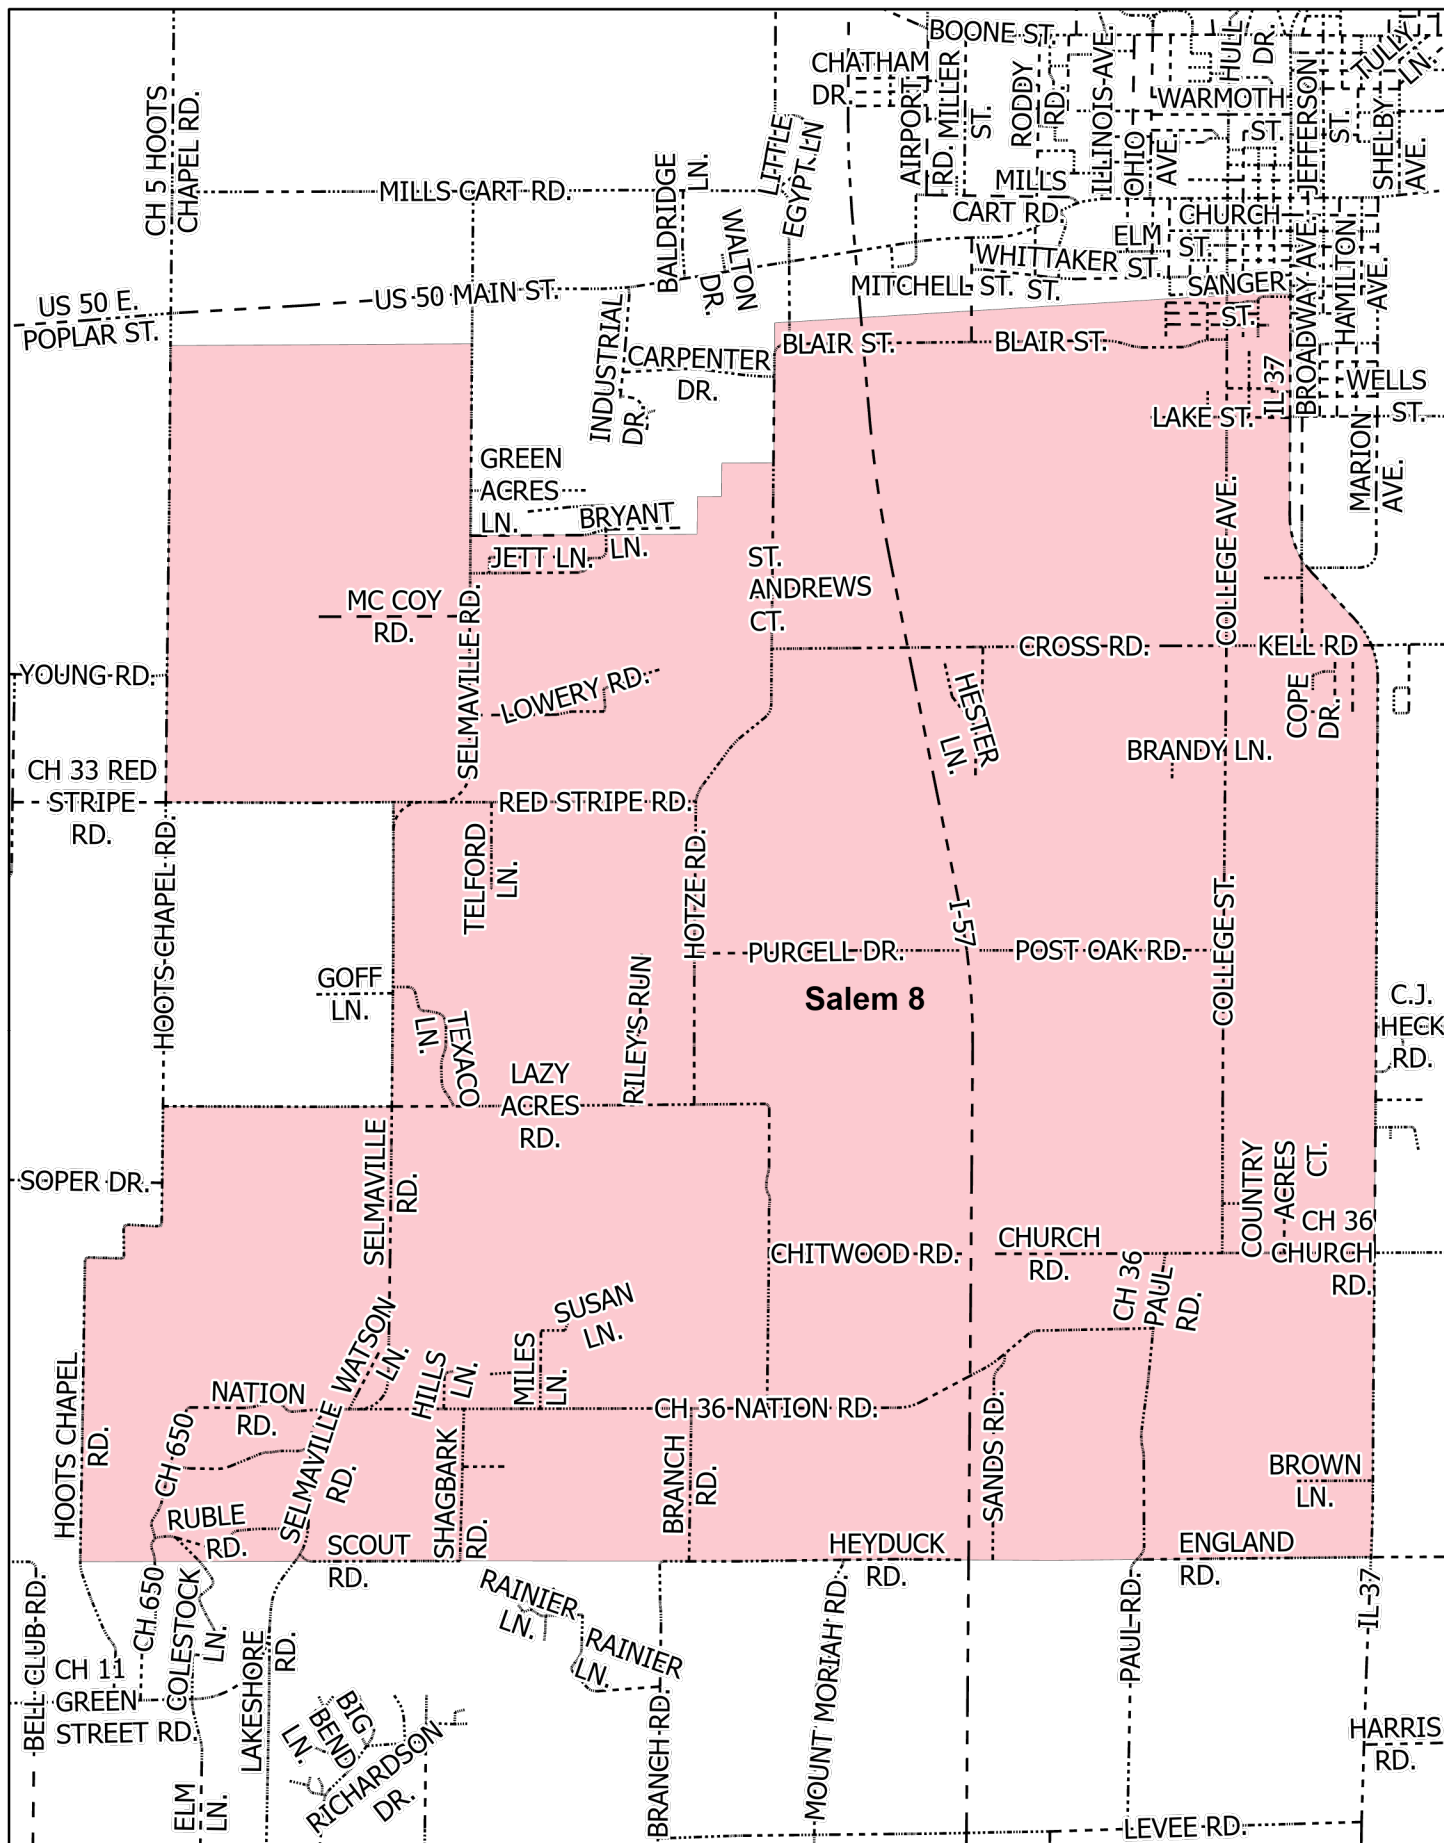 BOONE ST.
HULL
DR.
TULLY
LN.
CHATHAM
DR.
AIRPORT
RD.
MILLER
ST.
RODDY
RD.
ILLINOIS AVE.
OHIO
AVE.
WARMOTH
ST.
JEFFERSON
ST.
SHELBY
AVE.
CH 5 HOOTS
CHAPEL RD.
MILLS CART RD.
BALDRIDGE
LN.
LITTLE
EGYPT LN
WALTON
DR.
MILLS
CART RD.
CHURCH
ST.
ELM
ST.
WHITTAKER
ST.
MITCHELL ST.
SANGER
ST.
BROADWAY AVE.
HAMILTON
AVE.
US 50 E.
POPLAR ST.
US 50 MAIN ST.
INDUSTRIAL
DR.
CARPENTER
DR.
BLAIR ST.
BLAIR ST.
IL 37
WELLS
ST.
LAKE ST.
MARION
AVE.
GREEN
ACRES
LN.
BRYANT
LN.
JETT LN.
ST.
ANDREWS
CT.
COLLEGE AVE.
MC COY
RD.
SELMAVILLE RD.
CROSS RD.
KELL RD
YOUNG RD.
LOWERY RD.
HESTER
LN.
COPE
DR.
BRANDY LN.
CH 33 RED
STRIPE
RD.
RED STRIPE RD.
TELFORD
LN.
HOTZE RD.
HOOTS CHAPEL RD.
I-57
PURCELL DR.
POST OAK RD.
COLLEGE ST.
GOFF
LN.
TEXACO
LN.
RILEY'S RUN
Salem 8
C.J.
HECK
RD.
LAZY
ACRES
RD.
SELMAVILLE
RD.
SOPER DR.
COUNTRY
ACRES
CT.
CHITWOOD RD.
CHURCH
RD.
CH 36
PAUL
RD.
CH 36
CHURCH
RD.
SUSAN
LN.
WATSON
LN.
HILLS
LN.
MILES
LN.
HOOTS CHAPEL
RD.
NATION
RD.
CH 36 NATION RD.
CH 650
SELMAVILLE
RD.
SHAGBARK
RD.
BRANCH
RD.
SANDS RD.
BROWN
LN.
RUBLE
RD.
SCOUT
RD.
HEYDUCK
RD.
ENGLAND
RD.
BELL CLUB RD.
CH 650
COLESTOCK
LN.
LAKESHORE
RD.
RAINIER
LN.
RAINIER
LN.
MOUNT MORIAH RD.
PAUL RD.
IL 37
CH 11
GREEN
STREET RD.
BIG
BEND
LN.
RICHARDSON
DR.
BRANCH RD.
HARRIS
RD.
ELM
LN.
LEVEE RD.